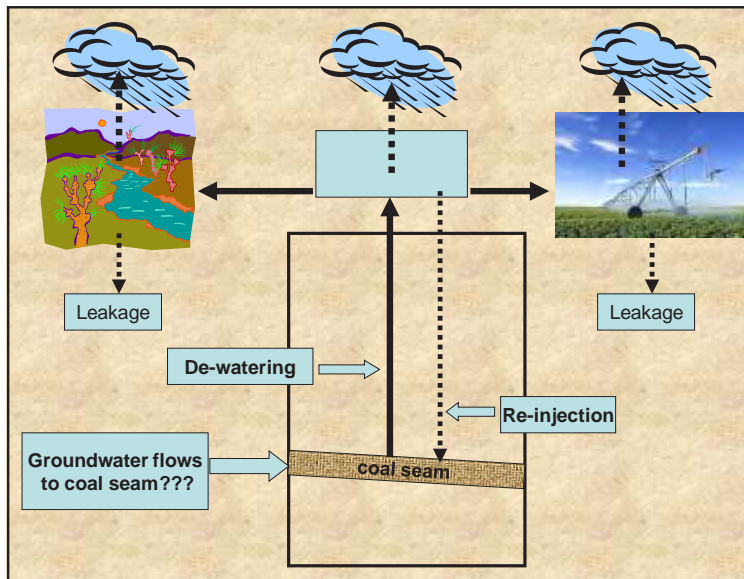 Leakage
Leakage
De-watering
Re-injection
Groundwater flows
to coal seam???
coal seam